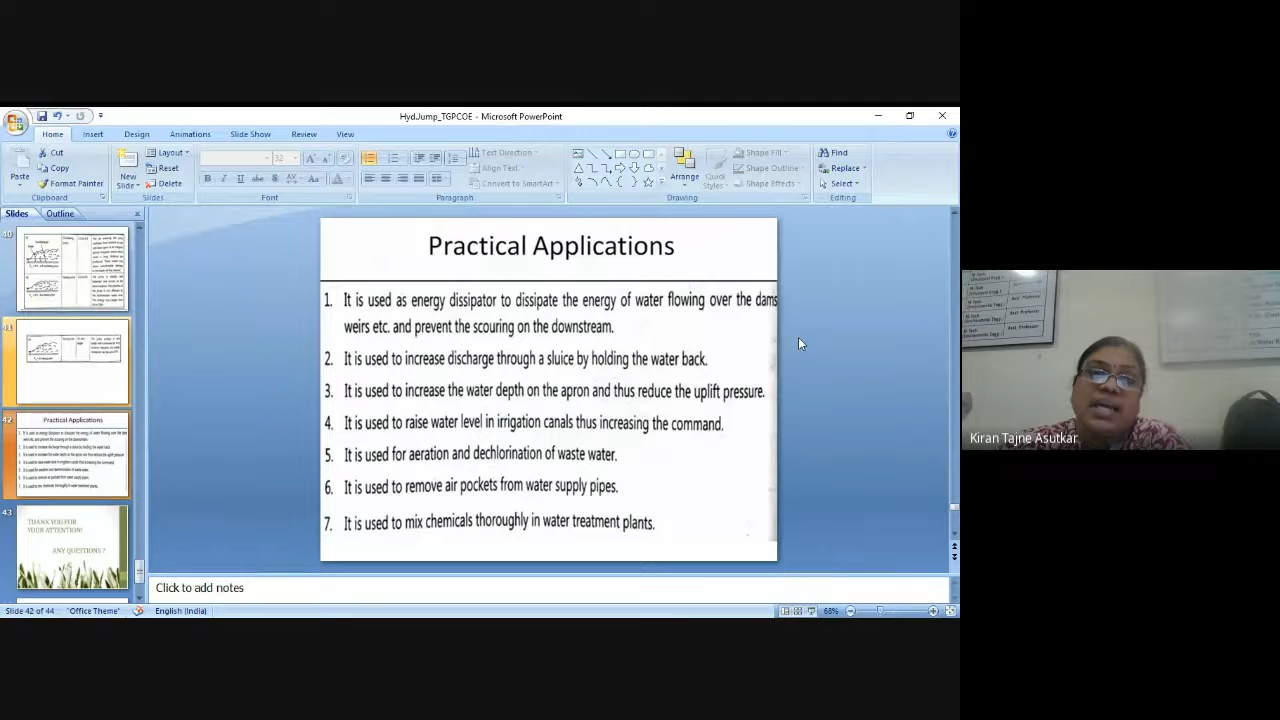 HydJump_TGPCOE - Microsoft PowerPoint
Home Insert Design Animations Slide Show Review View
Paste
Cut
Copy
Format Painter
Clipboard
New
Slide
Layout
Reset
Delete
Slides
32
Font
Text Direction
Align Text
Convert to SmartArt
Paragraph
Arrange
Quick
Styles
Shape Fill
Shape Outline
Shape Effects
Drawing
Find
Replace
Select
Editing
Slides Outline
40
41
42
Practical Applications
43
THANK YOU FOR
YOUR ATTENTION!
ANY QUESTIONS ?
Practical Applications
1. It is used as energy dissipator to dissipate the energy of water flowing over the dams
weirs etc. and prevent the scouring on the downstream.
2. It is used to increase discharge through a sluice by holding the water back.
3. It is used to increase the water depth on the apron and thus reduce the uplift pressure.
4. It is used to raise water level in irrigation canals thus increasing the command.
5. It is used for aeration and dechlorination of waste water.
6. It is used to remove air pockets from water supply pipes.
7. It is used to mix chemicals thoroughly in water treatment plants.
Click to add notes
Slide 42 of 44 "Office Theme" English (India) 68%
Kiran Tajne Asutkar